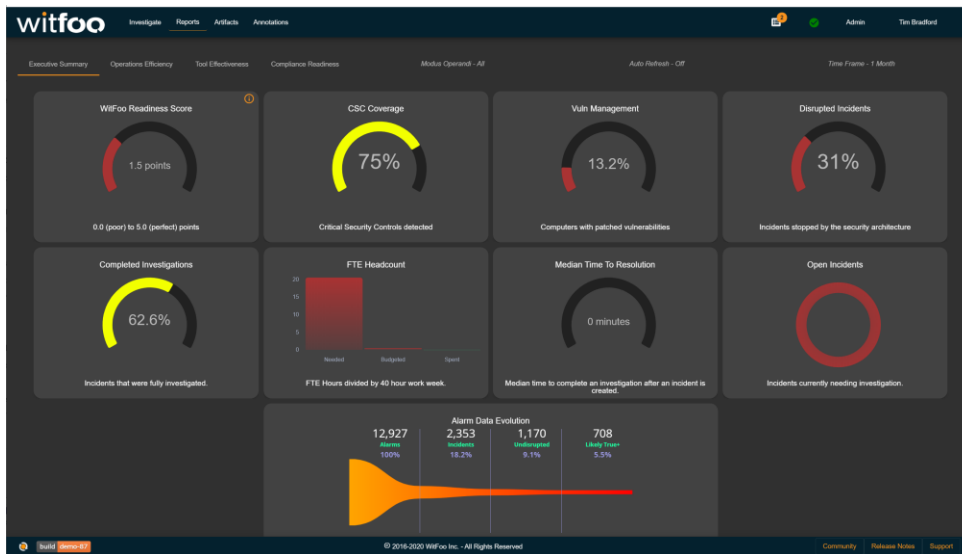 witfoo
Investigate Reports Artifacts Annotations Admin Tim Bradford
Executive Summary Operations Efficiency Tool Effectiveness Compliance Readiness Modus Operandi - All Auto Refresh - Off Time Frame - 1 Month
WitFoo Readiness Score
1.5 points
0.0 (poor) to 5.0 (perfect) points
CSC Coverage
75%
Critical Security Controls detected
Vuln Management
13.2%
Computers with patched vulnerabilities
Disrupted Incidents
31%
Incidents stopped by the security architecture
Completed Investigations
62.6%
Incidents that were fully investigated.
FTE Headcount
20
15
10
5
0
Needed Budgeted Spent
FTE Hours divided by 40 hour work week.
Median Time To Resolution
0 minutes
Median time to complete an investigation after an incident is
created.
Open Incidents
Incidents currently needing investigation.
Alarm Data Evolution
12,927 2,353 1,170 708
Alarms Incidents Undisrupted Likely True+
100% 18.2% 9.1% 5.5%
build demo-67 © 2016-2020 WitFoo Inc. - All Rights Reserved Community Release Notes Support